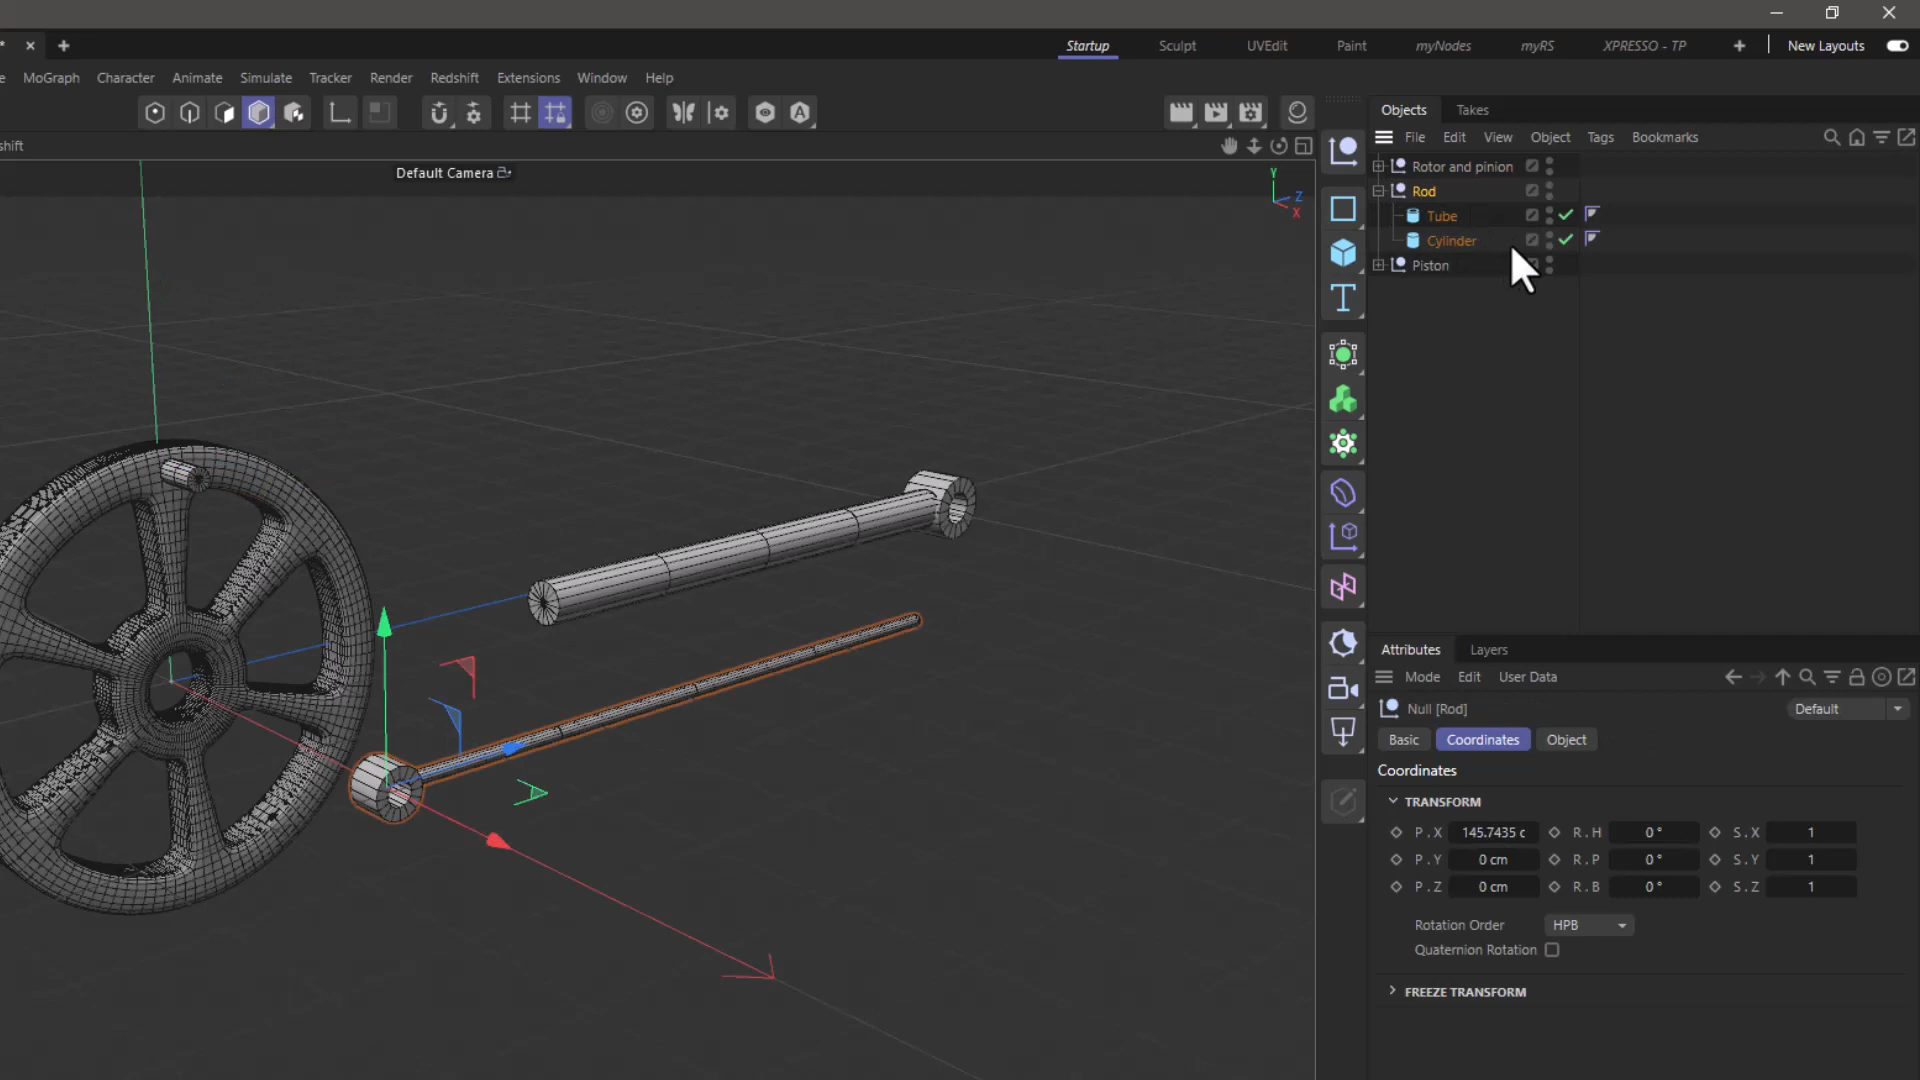 *
Startup Sculpt UVEdit Paint myNodes myRS XPRESSO - TP New Layouts
e MoGraph Character Animate Simulate Tracker Render Redshift Extensions Window Help
Objects Takes
File Edit View Object Tags Bookmarks
shift
Default Camera
Y
Z
X
Rotor and pinion
Rod
Tube
Cylinder
Piston
Attributes Layers
Mode Edit User Data
Null [Rod] Default
Basic Coordinates Object
Coordinates
TRANSFORM
P . X 145.7435 c R . H 0 ° S . X 1
P . Y 0 cm R . P 0 ° S . Y 1
P . Z 0 cm R . B 0 ° S . Z 1
Rotation Order HPB
Quaternion Rotation
FREEZE TRANSFORM